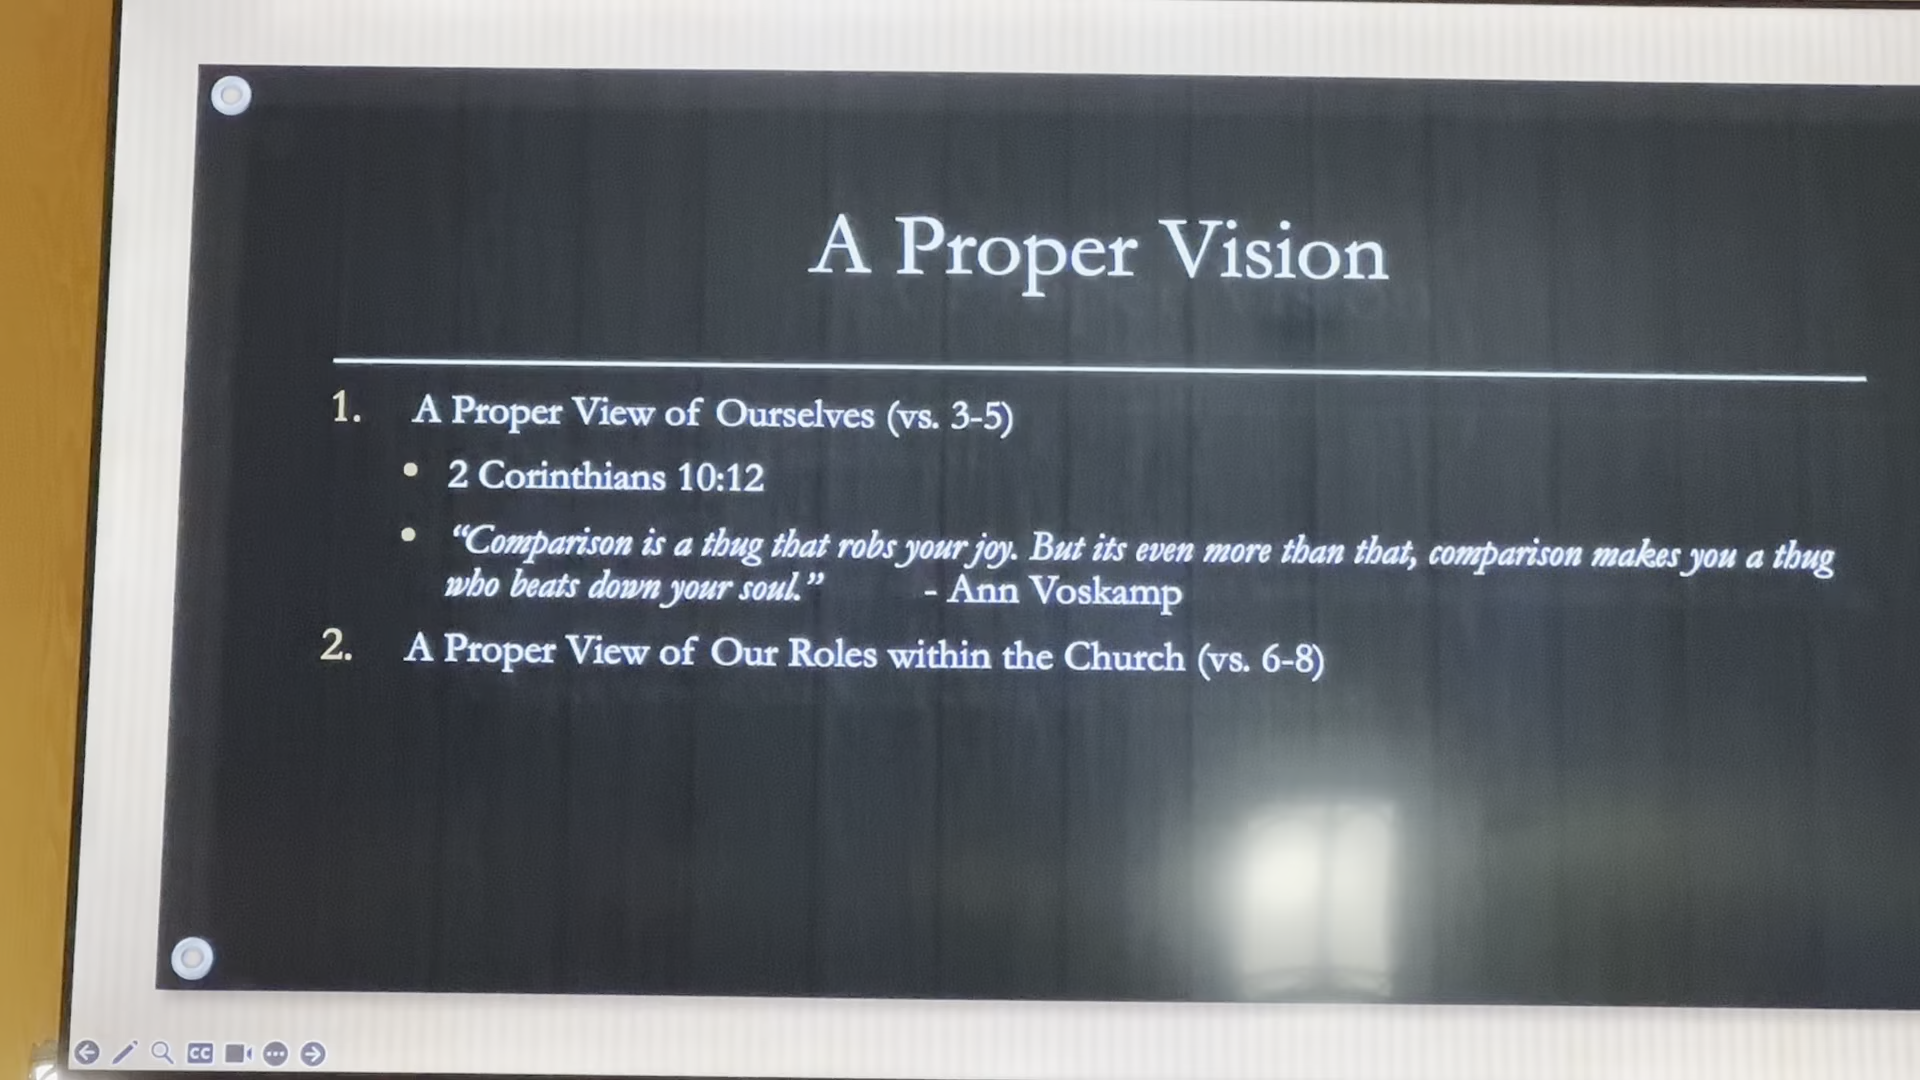 A Proper Vision
1. A Proper View of Ourselves (vs. 3-5)
• 2 Corinthians 10:12
• “Comparison is a thug that robs your joy. But its even more than that, comparison makes you a thug
who beats down your soul.” - Ann Voskamp
2. A Proper View of Our Roles within the Church (vs. 6-8)
CC